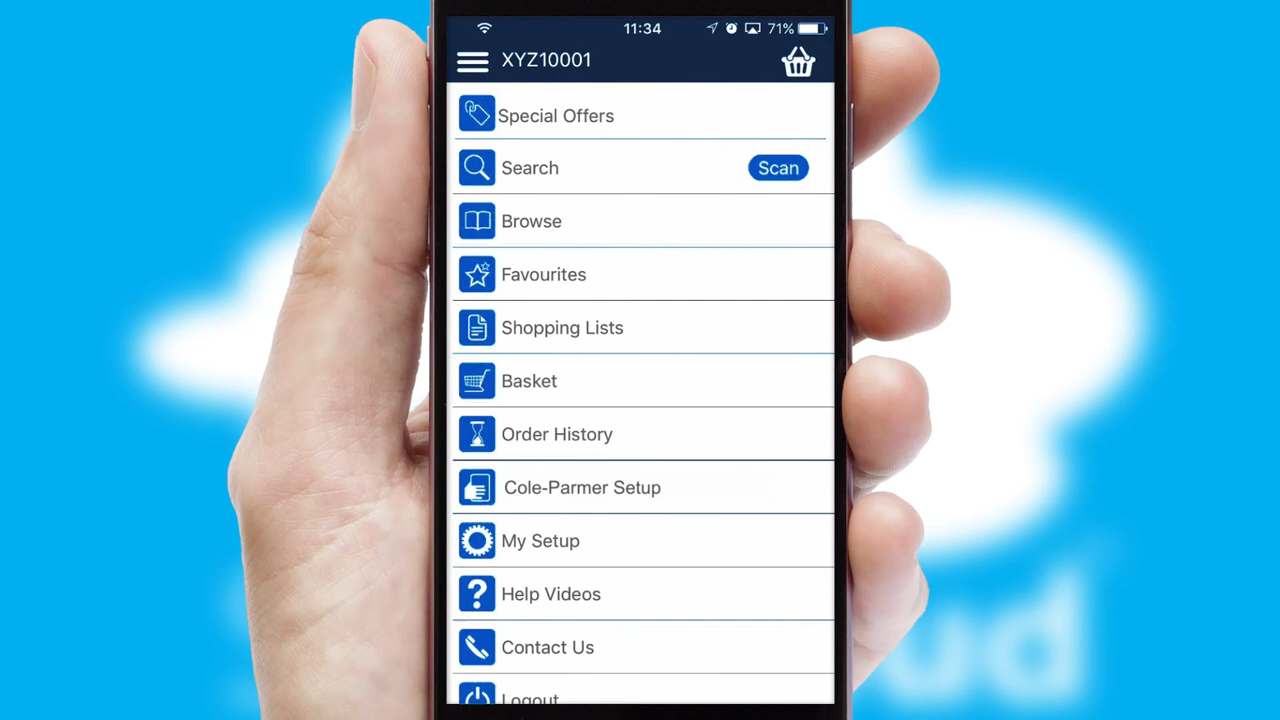 11:34 71%
XYZ10001
Special Offers
Search Scan
Browse
Favourites
Shopping Lists
Basket
Order History
Cole-Parmer Setup
My Setup
Help Videos
Contact Us
Logout